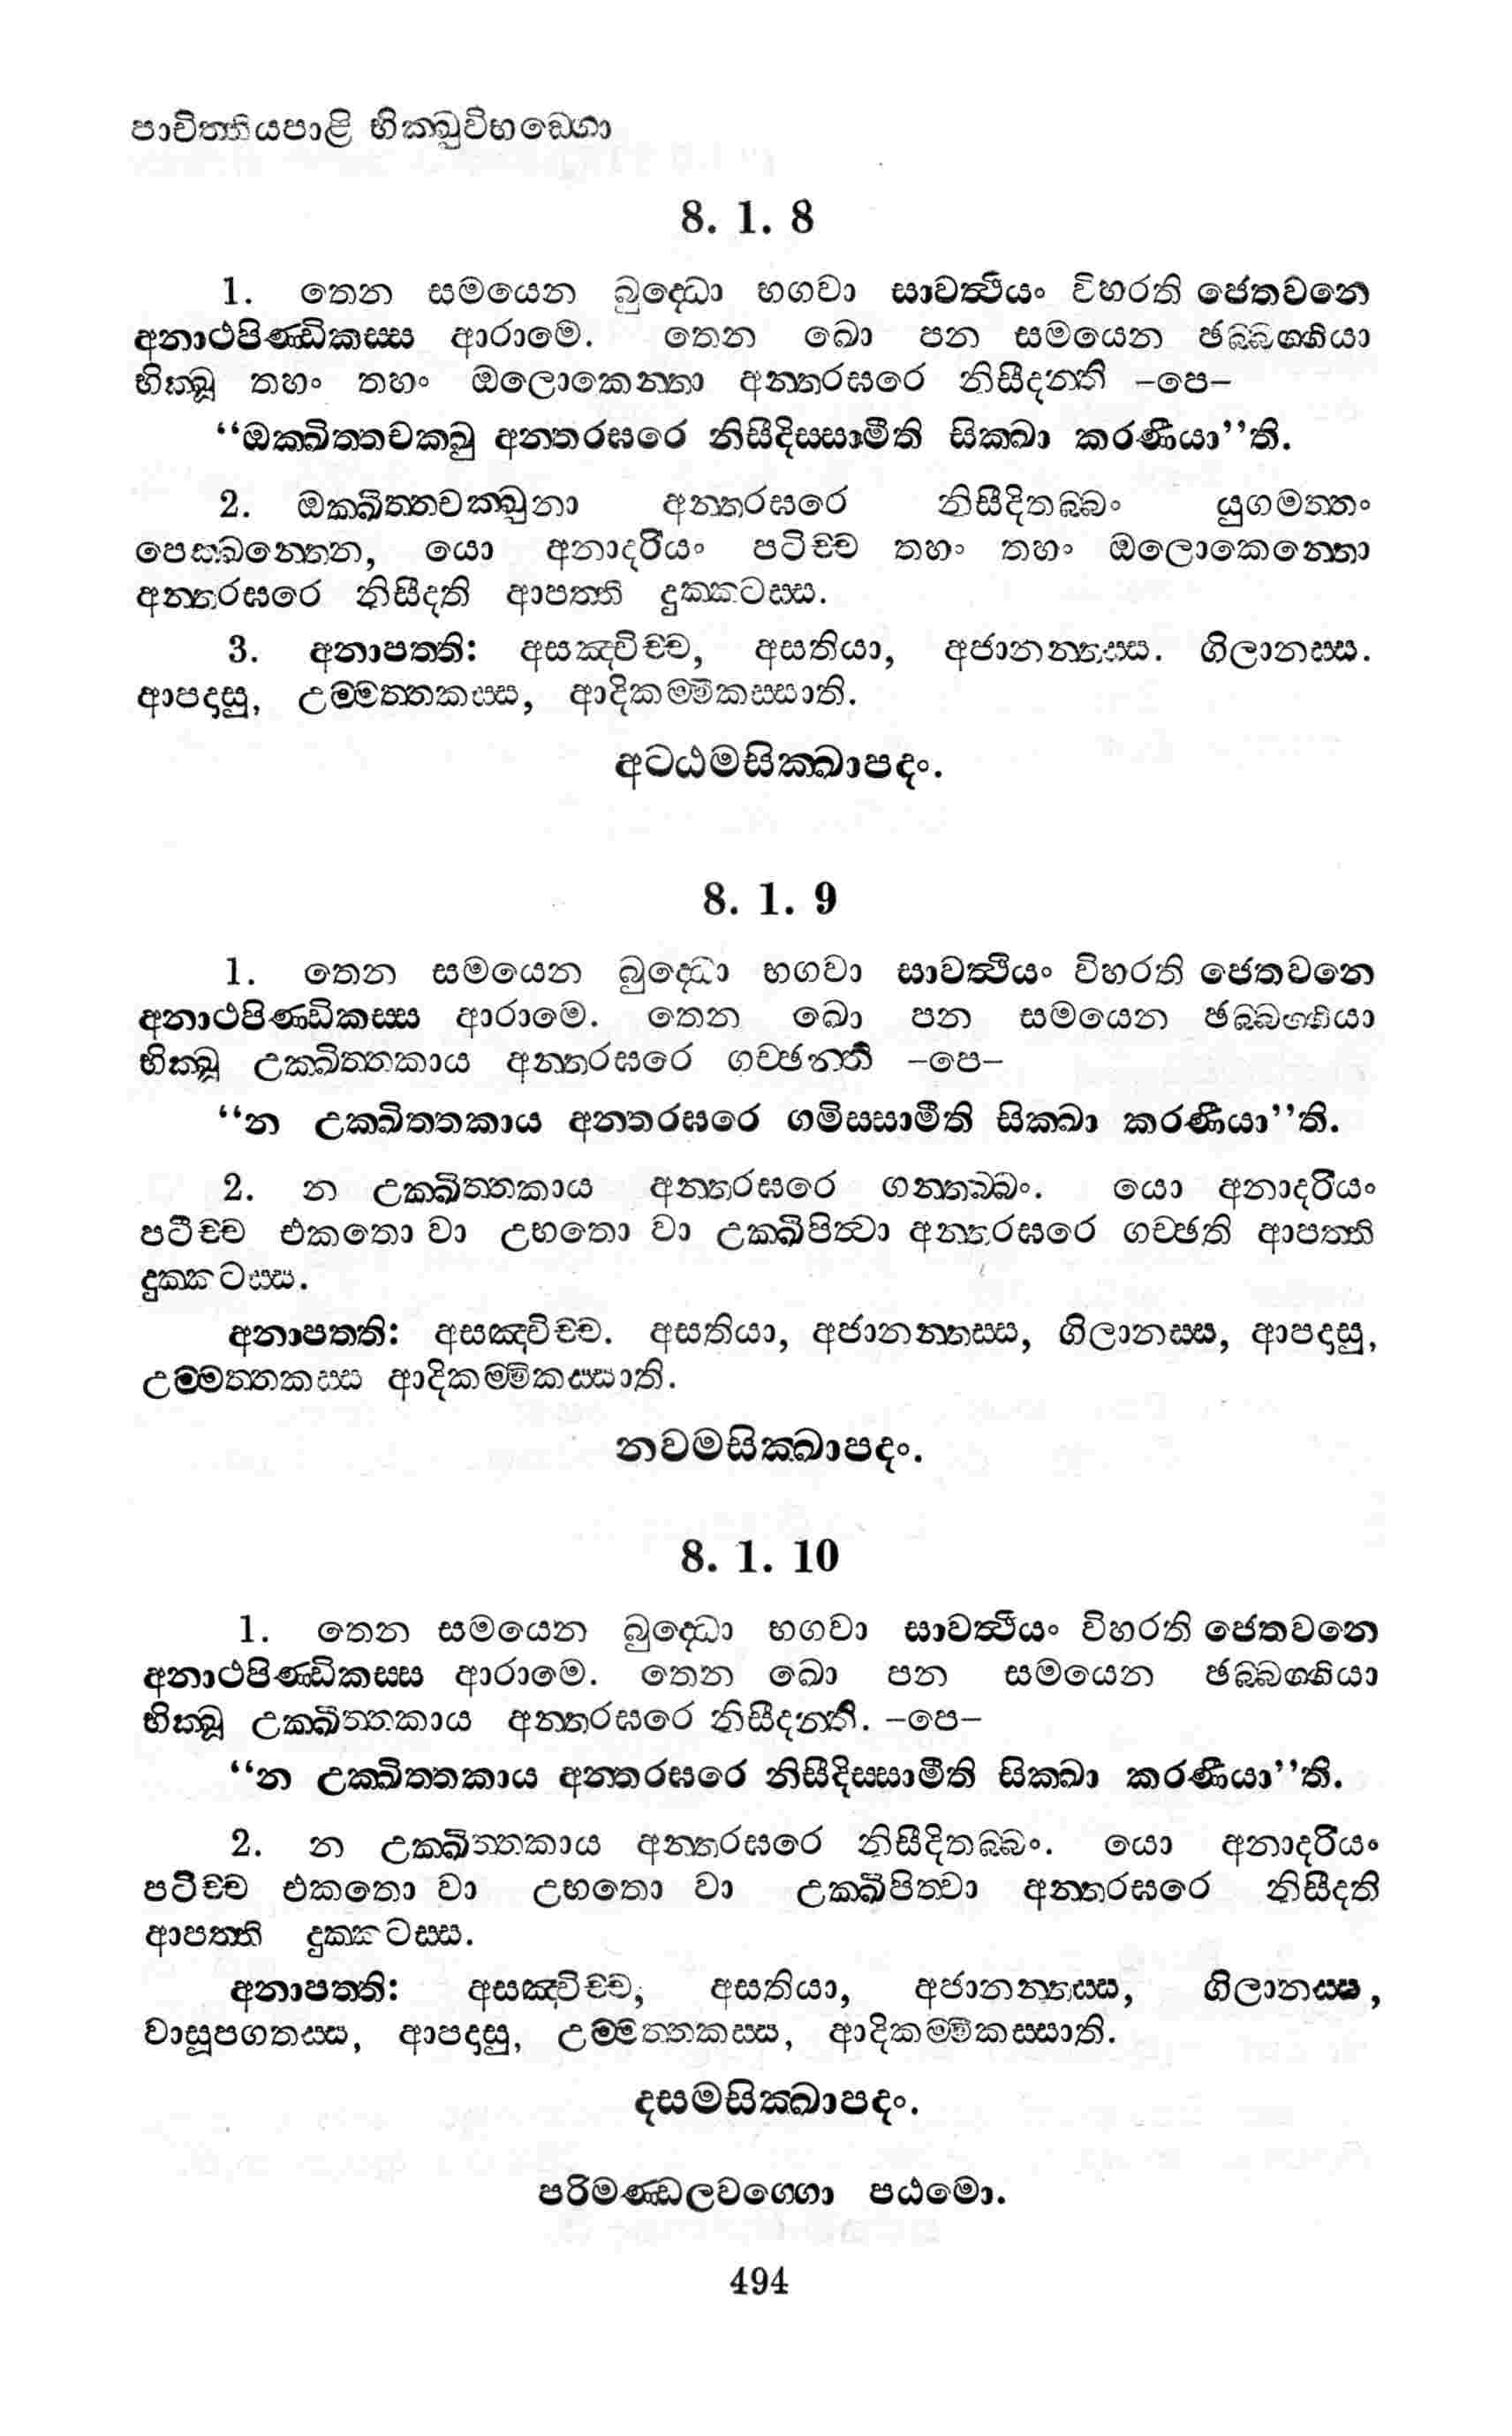 පාචිත්තියපාළි භික්ඛුවිභඞ්ගො
8. 1. 8
1. තෙන සමයෙන බුද්ධො භගවා සාවත්ථියං විහරති ජෙතවනෙ
අනාථපිණ්ඩිකස්ස ආරාමෙ. තෙන ඛො පන සමයෙන ඡබ්බග්ගියා
භික්ඛූ තහං තහං ඔලොකෙන්තා අන්තරඝරෙ නිසීදන්ති –පෙ–
“ඔක්ඛිත්තචක්ඛු අන්තරඝරෙ නිසීදිස්සාමීති සික්ඛා කරණීයා”ති.
2. ඔක්ඛිත්තචක්ඛුනා අන්තරඝරෙ නිසීදිතබ්බං යුගමත්තං
පෙක්ඛන්තෙන, යො අනාදරියං පටිච්ච තහං තහං ඔලොකෙන්තො
අන්තරඝරෙ නිසීදති ආපත්ති දුක්කටස්ස.
3. අනාපත්ති: අසඤ්චිච්ච, අසතියා, අජානන්තස්ස. ගිලානස්ස.
ආපදාසු, උම්මත්තකස්ස, ආදිකම්මිකස්සාති.
අට්ඨමසික්ඛාපදං.
8. 1. 9
1. තෙන සමයෙන බුද්ධො භගවා සාවත්ථියං විහරති ජෙතවනෙ
අනාථපිණ්ඩිකස්ස ආරාමෙ. තෙන ඛො පන සමයෙන ඡබ්බග්ගියා
භික්ඛූ උක්ඛිත්තකාය අන්තරඝරෙ ගච්ඡන්ති –පෙ–
“න උක්ඛිත්තකාය අන්තරඝරෙ ගමිස්සාමීති සික්ඛා කරණීයා”ති.
2. න උක්ඛිත්තකාය අන්තරඝරෙ ගන්තබ්බං. යො අනාදරියං
පටිච්ච එකතො වා උභතො වා උක්ඛිපිත්වා අන්තරඝරෙ ගච්ඡති ආපත්ති
දුක්කටස්ස.
අනාපත්ති: අසඤ්චිච්ච. අසතියා, අජානන්තස්ස, ගිලානස්ස, ආපදාසු,
උම්මත්තකස්ස ආදිකම්මිකස්සාති.
නවමසික්ඛාපදං.
8. 1. 10
1. තෙන සමයෙන බුද්ධො භගවා සාවත්ථියං විහරති ජෙතවනෙ
අනාථපිණ්ඩිකස්ස ආරාමෙ. තෙන ඛො පන සමයෙන ඡබ්බග්ගියා
භික්ඛූ උක්ඛිත්තකාය අන්තරඝරෙ නිසීදන්ති. –පෙ–
“න උක්ඛිත්තකාය අන්තරඝරෙ නිසීදිස්සාමීති සික්ඛා කරණීයා”ති.
2. න උක්ඛිත්තකාය අන්තරඝරෙ නිසීදිතබ්බං. යො අනාදරියං
පටිච්ච එකතො වා උභතො වා උක්ඛිපිත්වා අන්තරඝරෙ නිසීදති
ආපත්ති දුක්කටස්ස.
අනාපත්ති: අසඤ්චිච්ච, අසතියා, අජානන්තස්ස, ගිලානස්ස,
වාසූපගතස්ස, ආපදාසු, උම්මත්තකස්ස, ආදිකම්මිකස්සාති.
දසමසික්ඛාපදං.
පරිමණ්ඩලවග්ගො පඨමො.
494